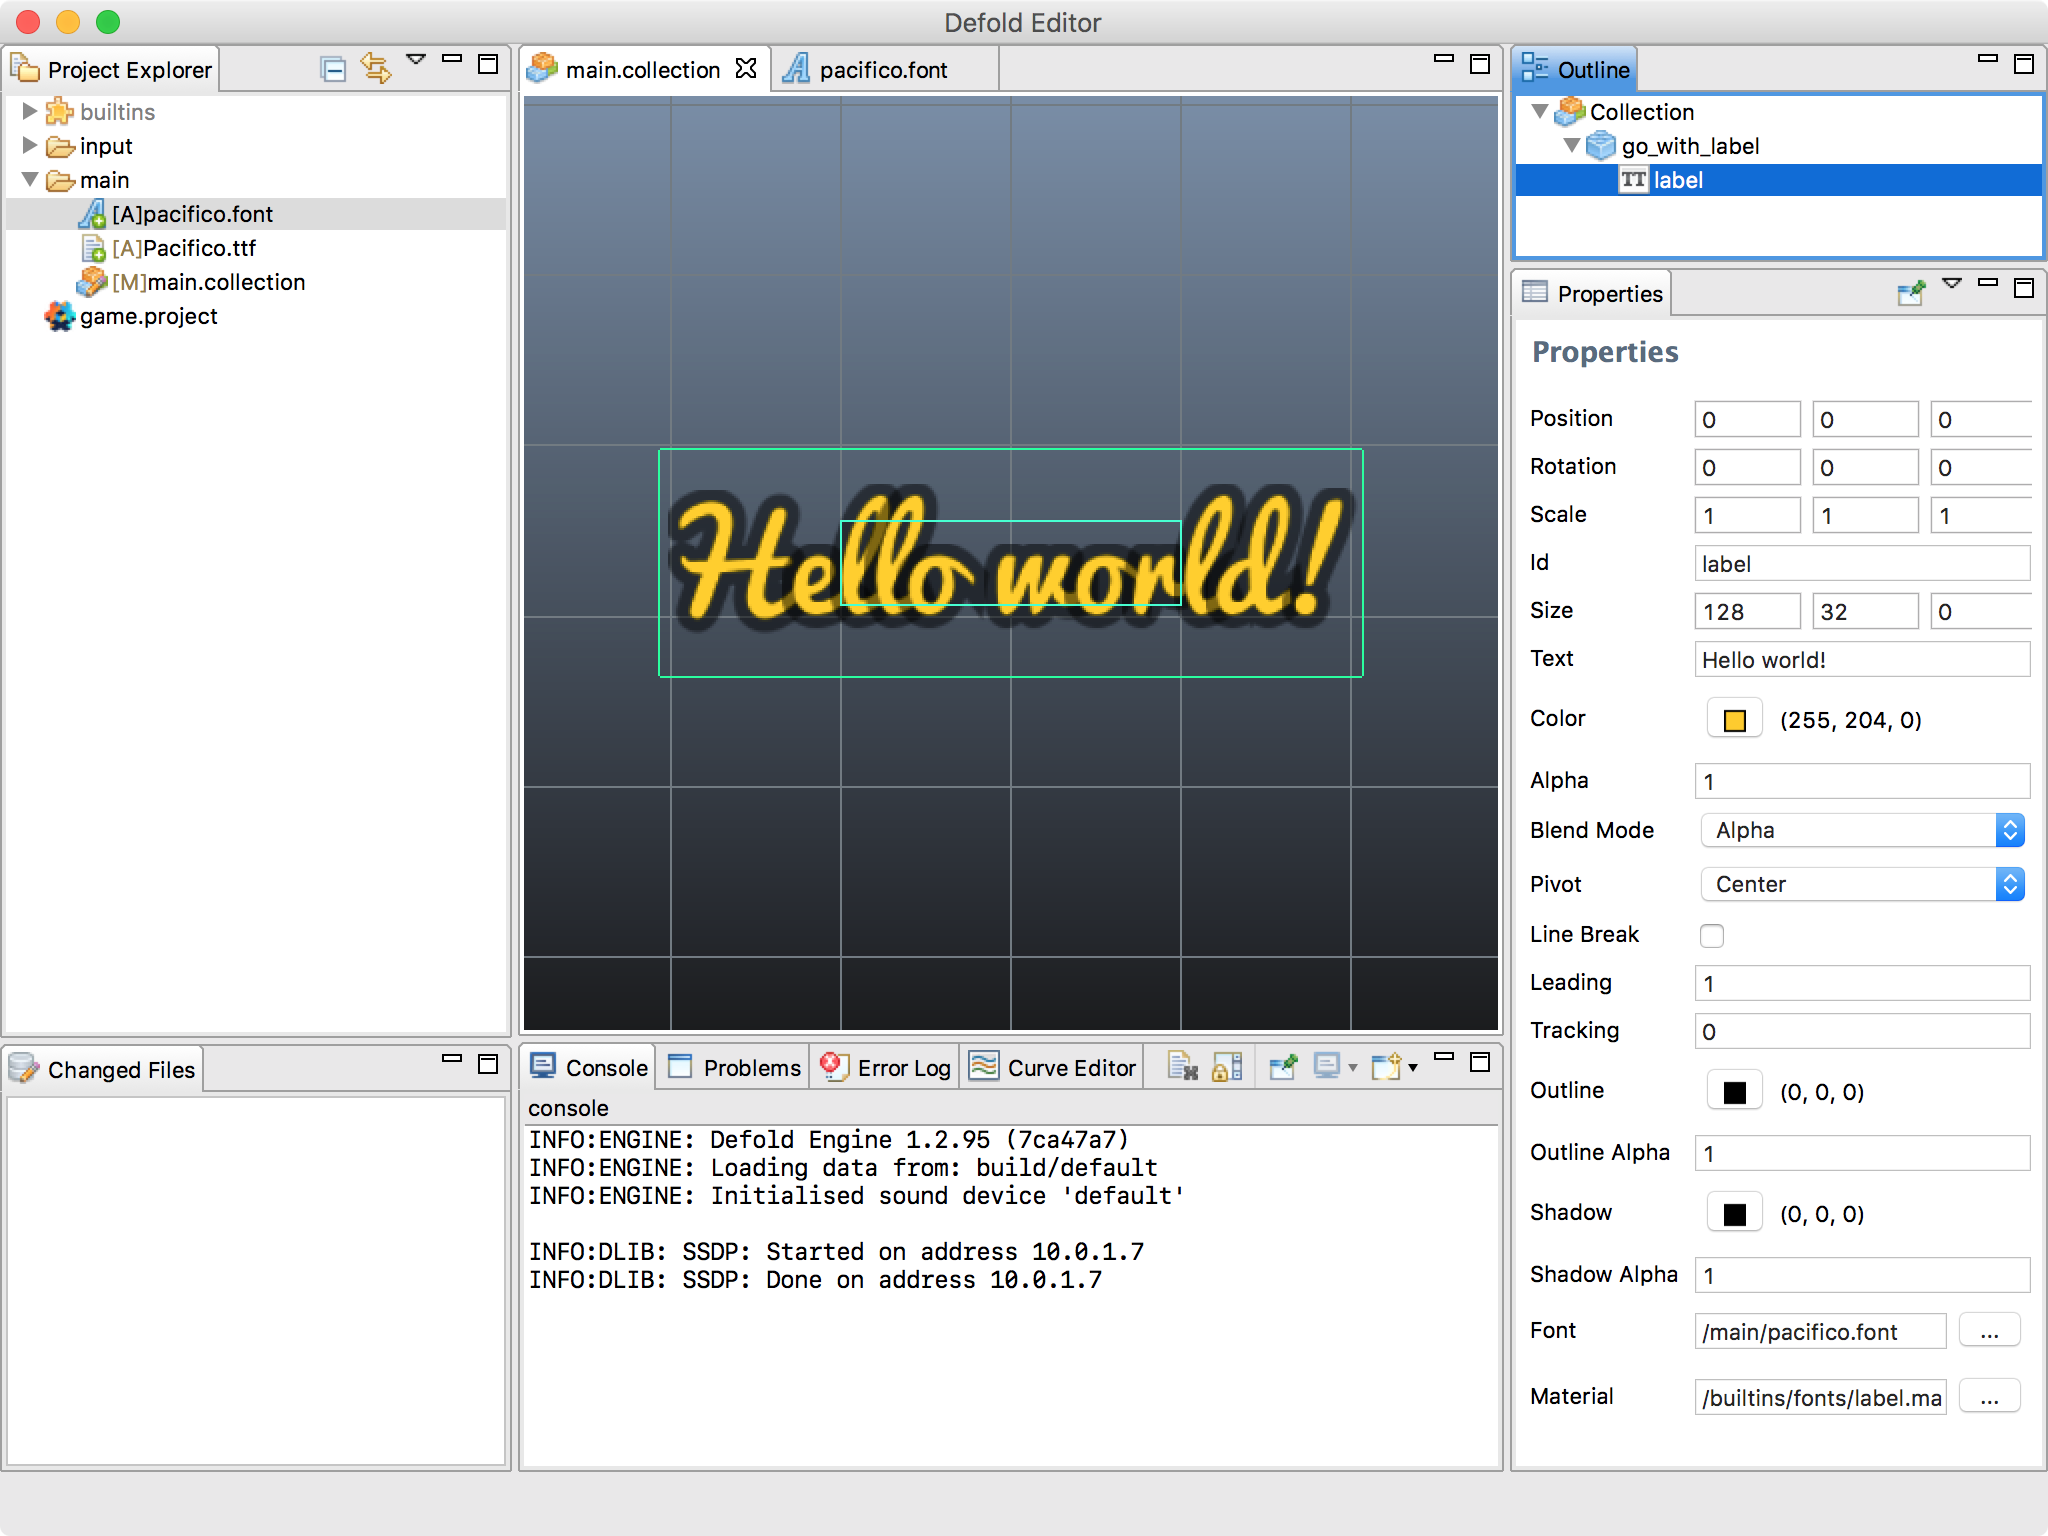 Defold Editor
Project Explorer
builtins
input
main
[A]pacifico.font
[A]Pacifico.ttf
[M]main.collection
game.project
Changed Files
main.collection
pacifico.font
Hello world!
Console
Problems
Error Log
Curve Editor
console
INFO:ENGINE: Defold Engine 1.2.95 (7ca47a7)
INFO:ENGINE: Loading data from: build/default
INFO:ENGINE: Initialised sound device 'default'
INFO:DLIB: SSDP: Started on address 10.0.1.7
INFO:DLIB: SSDP: Done on address 10.0.1.7
Outline
Collection
go_with_label
TT label
Properties
Properties
Position 0 0 0
Rotation 0 0 0
Scale 1 1 1
Id label
Size 128 32 0
Text Hello world!
Color (255, 204, 0)
Alpha 1
Blend Mode Alpha
Pivot Center
Line Break
Leading 1
Tracking 0
Outline (0, 0, 0)
Outline Alpha 1
Shadow (0, 0, 0)
Shadow Alpha 1
Font /main/pacifico.font ...
Material /builtins/fonts/label.ma ...